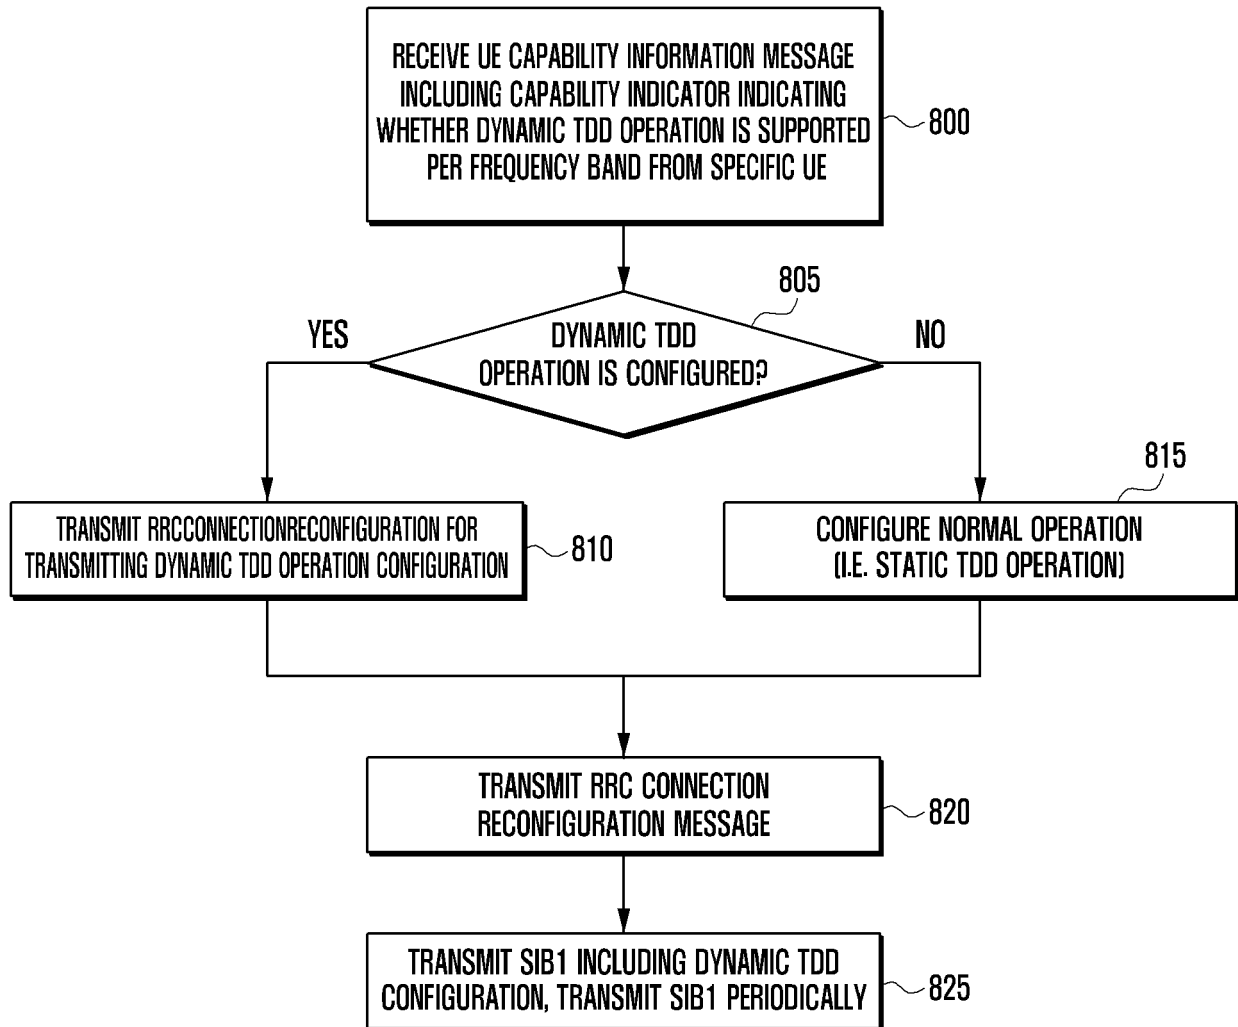 RECEIVE UE CAPABILITY INFORMATION MESSAGE
INCLUDING CAPABILITY INDICATOR INDICATING
WHETHER DYNAMIC TDD OPERATION IS SUPPORTED
PER FREQUENCY BAND FROM SPECIFIC UE
800
805
YES
DYNAMIC TDD
OPERATION IS CONFIGURED?
NO
815
TRANSMIT RRCCONNECTIONRECONFIGURATION FOR
TRANSMITTING DYNAMIC TDD OPERATION CONFIGURATION
810
CONFIGURE NORMAL OPERATION
(I.E. STATIC TDD OPERATION)
TRANSMIT RRC CONNECTION
RECONFIGURATION MESSAGE
820
TRANSMIT SIB1 INCLUDING DYNAMIC TDD
CONFIGURATION, TRANSMIT SIB1 PERIODICALLY
825